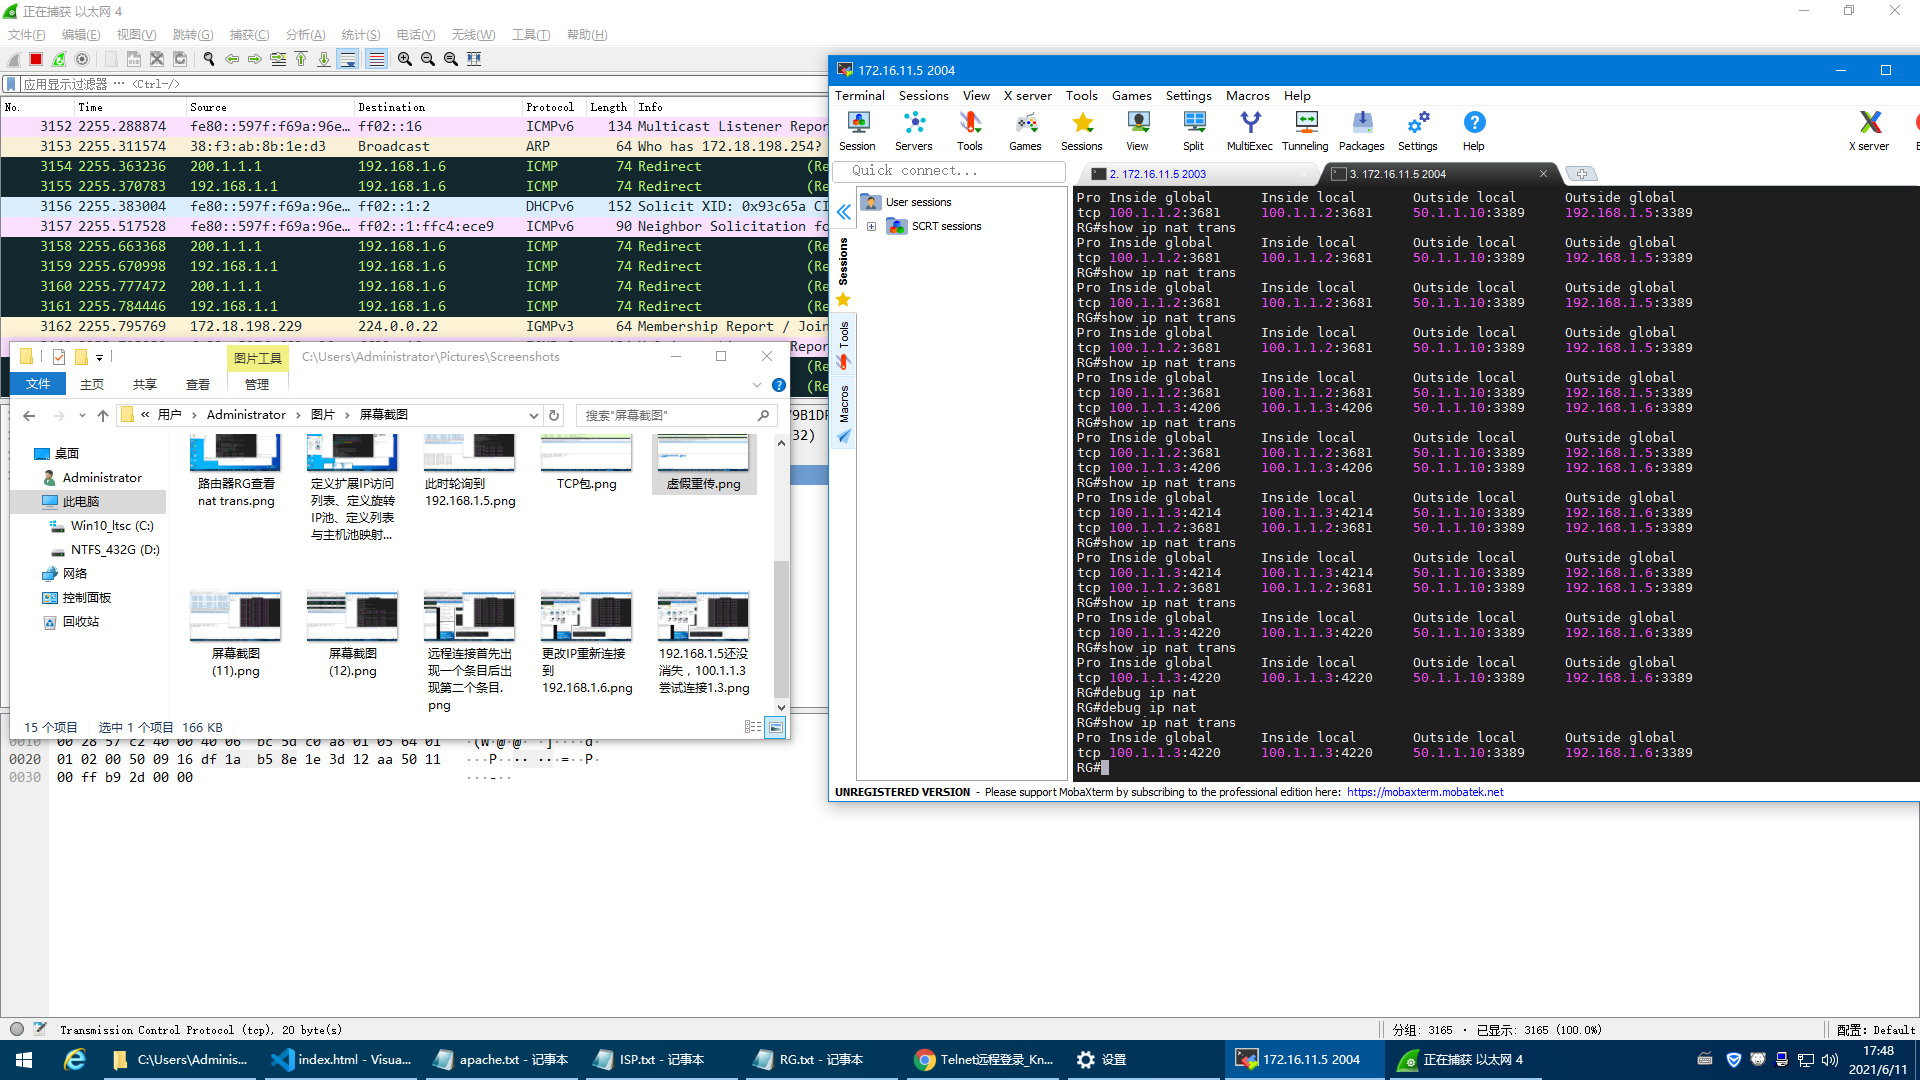 正在捕获 以太网 4
文件(F) 编辑(E) 视图(V) 跳转(G) 捕获(C) 分析(A) 统计(S) 电话(Y) 无线(W) 工具(T) 帮助(H)
应用显示过滤器 … <Ctrl-/>
No. Time Source Destination Protocol Length Info
3152 2255.288874 fe80::597f:f69a:96e… ff02::16 ICMPv6 134 Multicast Listener Repor
3153 2255.311574 38:f3:ab:8b:1e:d3 Broadcast ARP 64 Who has 172.18.198.254?
3154 2255.363236 200.1.1.1 192.168.1.6 ICMP 74 Redirect (Re
3155 2255.370783 192.168.1.1 192.168.1.6 ICMP 74 Redirect (Re
3156 2255.383004 fe80::597f:f69a:96e… ff02::1:2 DHCPv6 152 Solicit XID: 0x93c65a CI
3157 2255.517528 fe80::597f:f69a:96e… ff02::1:ffc4:ece9 ICMPv6 90 Neighbor Solicitation fo
3158 2255.663368 200.1.1.1 192.168.1.6 ICMP 74 Redirect (Re
3159 2255.670998 192.168.1.1 192.168.1.6 ICMP 74 Redirect (Re
3160 2255.777472 200.1.1.1 192.168.1.6 ICMP 74 Redirect (Re
3161 2255.784446 192.168.1.1 192.168.1.6 ICMP 74 Redirect (Re
3162 2255.795769 172.18.198.229 224.0.0.22 IGMPv3 64 Membership Report / Join
图片工具 C:\Users\Administrator\Pictures\Screenshots
文件 主页 共享 查看 管理
« 用户 › Administrator › 图片 › 屏幕截图
搜索"屏幕截图"
桌面
Administrator
此电脑
Win10_ltsc (C:)
NTFS_432G (D:)
网络
控制面板
回收站
路由器RG查看
nat trans.png
定义扩展IP访问
列表、定义旋转
IP池、定义列表
与主机池映射...
此时轮询到
192.168.1.5.png
TCP包.png
虚假重传.png
屏幕截图
(11).png
屏幕截图
(12).png
远程连接首先出
现一个条目后出
现第二个条目.
png
更改IP重新连接
到
192.168.1.6.png
192.168.1.5还没
消失，100.1.1.3
尝试连接1.3.png
15 个项目 选中 1 个项目 166 KB
0010 00 28 57 c2 40 00 40 06 bc 5d c0 a8 01 05 64 01 ·(W·@·@· ·]····d·
0020 01 02 00 50 09 16 df 1a b5 8e 1e 3d 12 aa 50 11 ···P···· ···=··P·
0030 00 ff b9 2d 00 00 ···-··
Transmission Control Protocol (tcp), 20 byte(s)
分组: 3165 · 已显示: 3165 (100.0%)
配置: Default
172.16.11.5 2004
Terminal Sessions View X server Tools Games Settings Macros Help
Session Servers Tools Games Sessions View Split MultiExec Tunneling Packages Settings Help X server
Quick connect...
2. 172.16.11.5 2003
3. 172.16.11.5 2004
User sessions
SCRT sessions
Sessions
Tools
Macros
Pro Inside global Inside local Outside local Outside global
tcp 100.1.1.2:3681 100.1.1.2:3681 50.1.1.10:3389 192.168.1.5:3389
RG#show ip nat trans
Pro Inside global Inside local Outside local Outside global
tcp 100.1.1.2:3681 100.1.1.2:3681 50.1.1.10:3389 192.168.1.5:3389
RG#show ip nat trans
Pro Inside global Inside local Outside local Outside global
tcp 100.1.1.2:3681 100.1.1.2:3681 50.1.1.10:3389 192.168.1.5:3389
RG#show ip nat trans
Pro Inside global Inside local Outside local Outside global
tcp 100.1.1.2:3681 100.1.1.2:3681 50.1.1.10:3389 192.168.1.5:3389
RG#show ip nat trans
Pro Inside global Inside local Outside local Outside global
tcp 100.1.1.2:3681 100.1.1.2:3681 50.1.1.10:3389 192.168.1.5:3389
tcp 100.1.1.3:4206 100.1.1.3:4206 50.1.1.10:3389 192.168.1.6:3389
RG#show ip nat trans
Pro Inside global Inside local Outside local Outside global
tcp 100.1.1.2:3681 100.1.1.2:3681 50.1.1.10:3389 192.168.1.5:3389
tcp 100.1.1.3:4206 100.1.1.3:4206 50.1.1.10:3389 192.168.1.6:3389
RG#show ip nat trans
Pro Inside global Inside local Outside local Outside global
tcp 100.1.1.3:4214 100.1.1.3:4214 50.1.1.10:3389 192.168.1.6:3389
tcp 100.1.1.2:3681 100.1.1.2:3681 50.1.1.10:3389 192.168.1.5:3389
RG#show ip nat trans
Pro Inside global Inside local Outside local Outside global
tcp 100.1.1.3:4214 100.1.1.3:4214 50.1.1.10:3389 192.168.1.6:3389
tcp 100.1.1.2:3681 100.1.1.2:3681 50.1.1.10:3389 192.168.1.5:3389
RG#show ip nat trans
Pro Inside global Inside local Outside local Outside global
tcp 100.1.1.3:4220 100.1.1.3:4220 50.1.1.10:3389 192.168.1.6:3389
RG#show ip nat trans
Pro Inside global Inside local Outside local Outside global
tcp 100.1.1.3:4220 100.1.1.3:4220 50.1.1.10:3389 192.168.1.6:3389
RG#debug ip nat
RG#debug ip nat
RG#show ip nat trans
Pro Inside global Inside local Outside local Outside global
tcp 100.1.1.3:4220 100.1.1.3:4220 50.1.1.10:3389 192.168.1.6:3389
RG#
UNREGISTERED VERSION - Please support MobaXterm by subscribing to the professional edition here: https://mobaxterm.mobatek.net
C:\Users\Adminis... index.html - Visua... apache.txt - 记事本 ISP.txt - 记事本 RG.txt - 记事本 Telnet远程登录_Kn... 设置 172.16.11.5 2004 正在捕获 以太网 4
17:48
2021/6/11